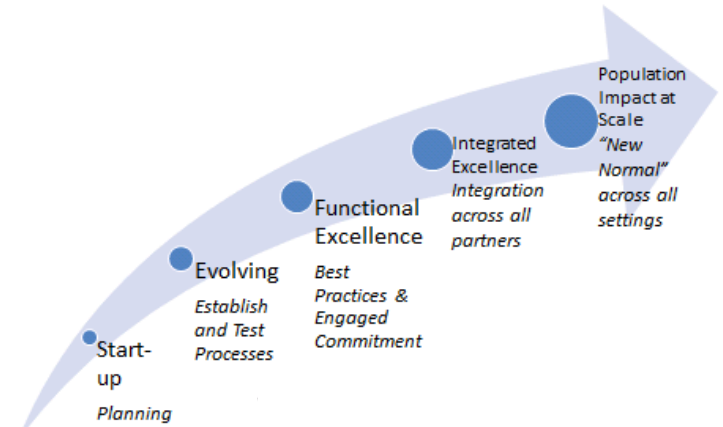 Start-
up
Planning
Evolving
Establish
and Test
Processes
Functional
Excellence
Best
Practices &
Engaged
Commitment
Integrated
Excellence
Integration
across all
partners
Population
Impact at
Scale
“New
Normal”
across all
settings